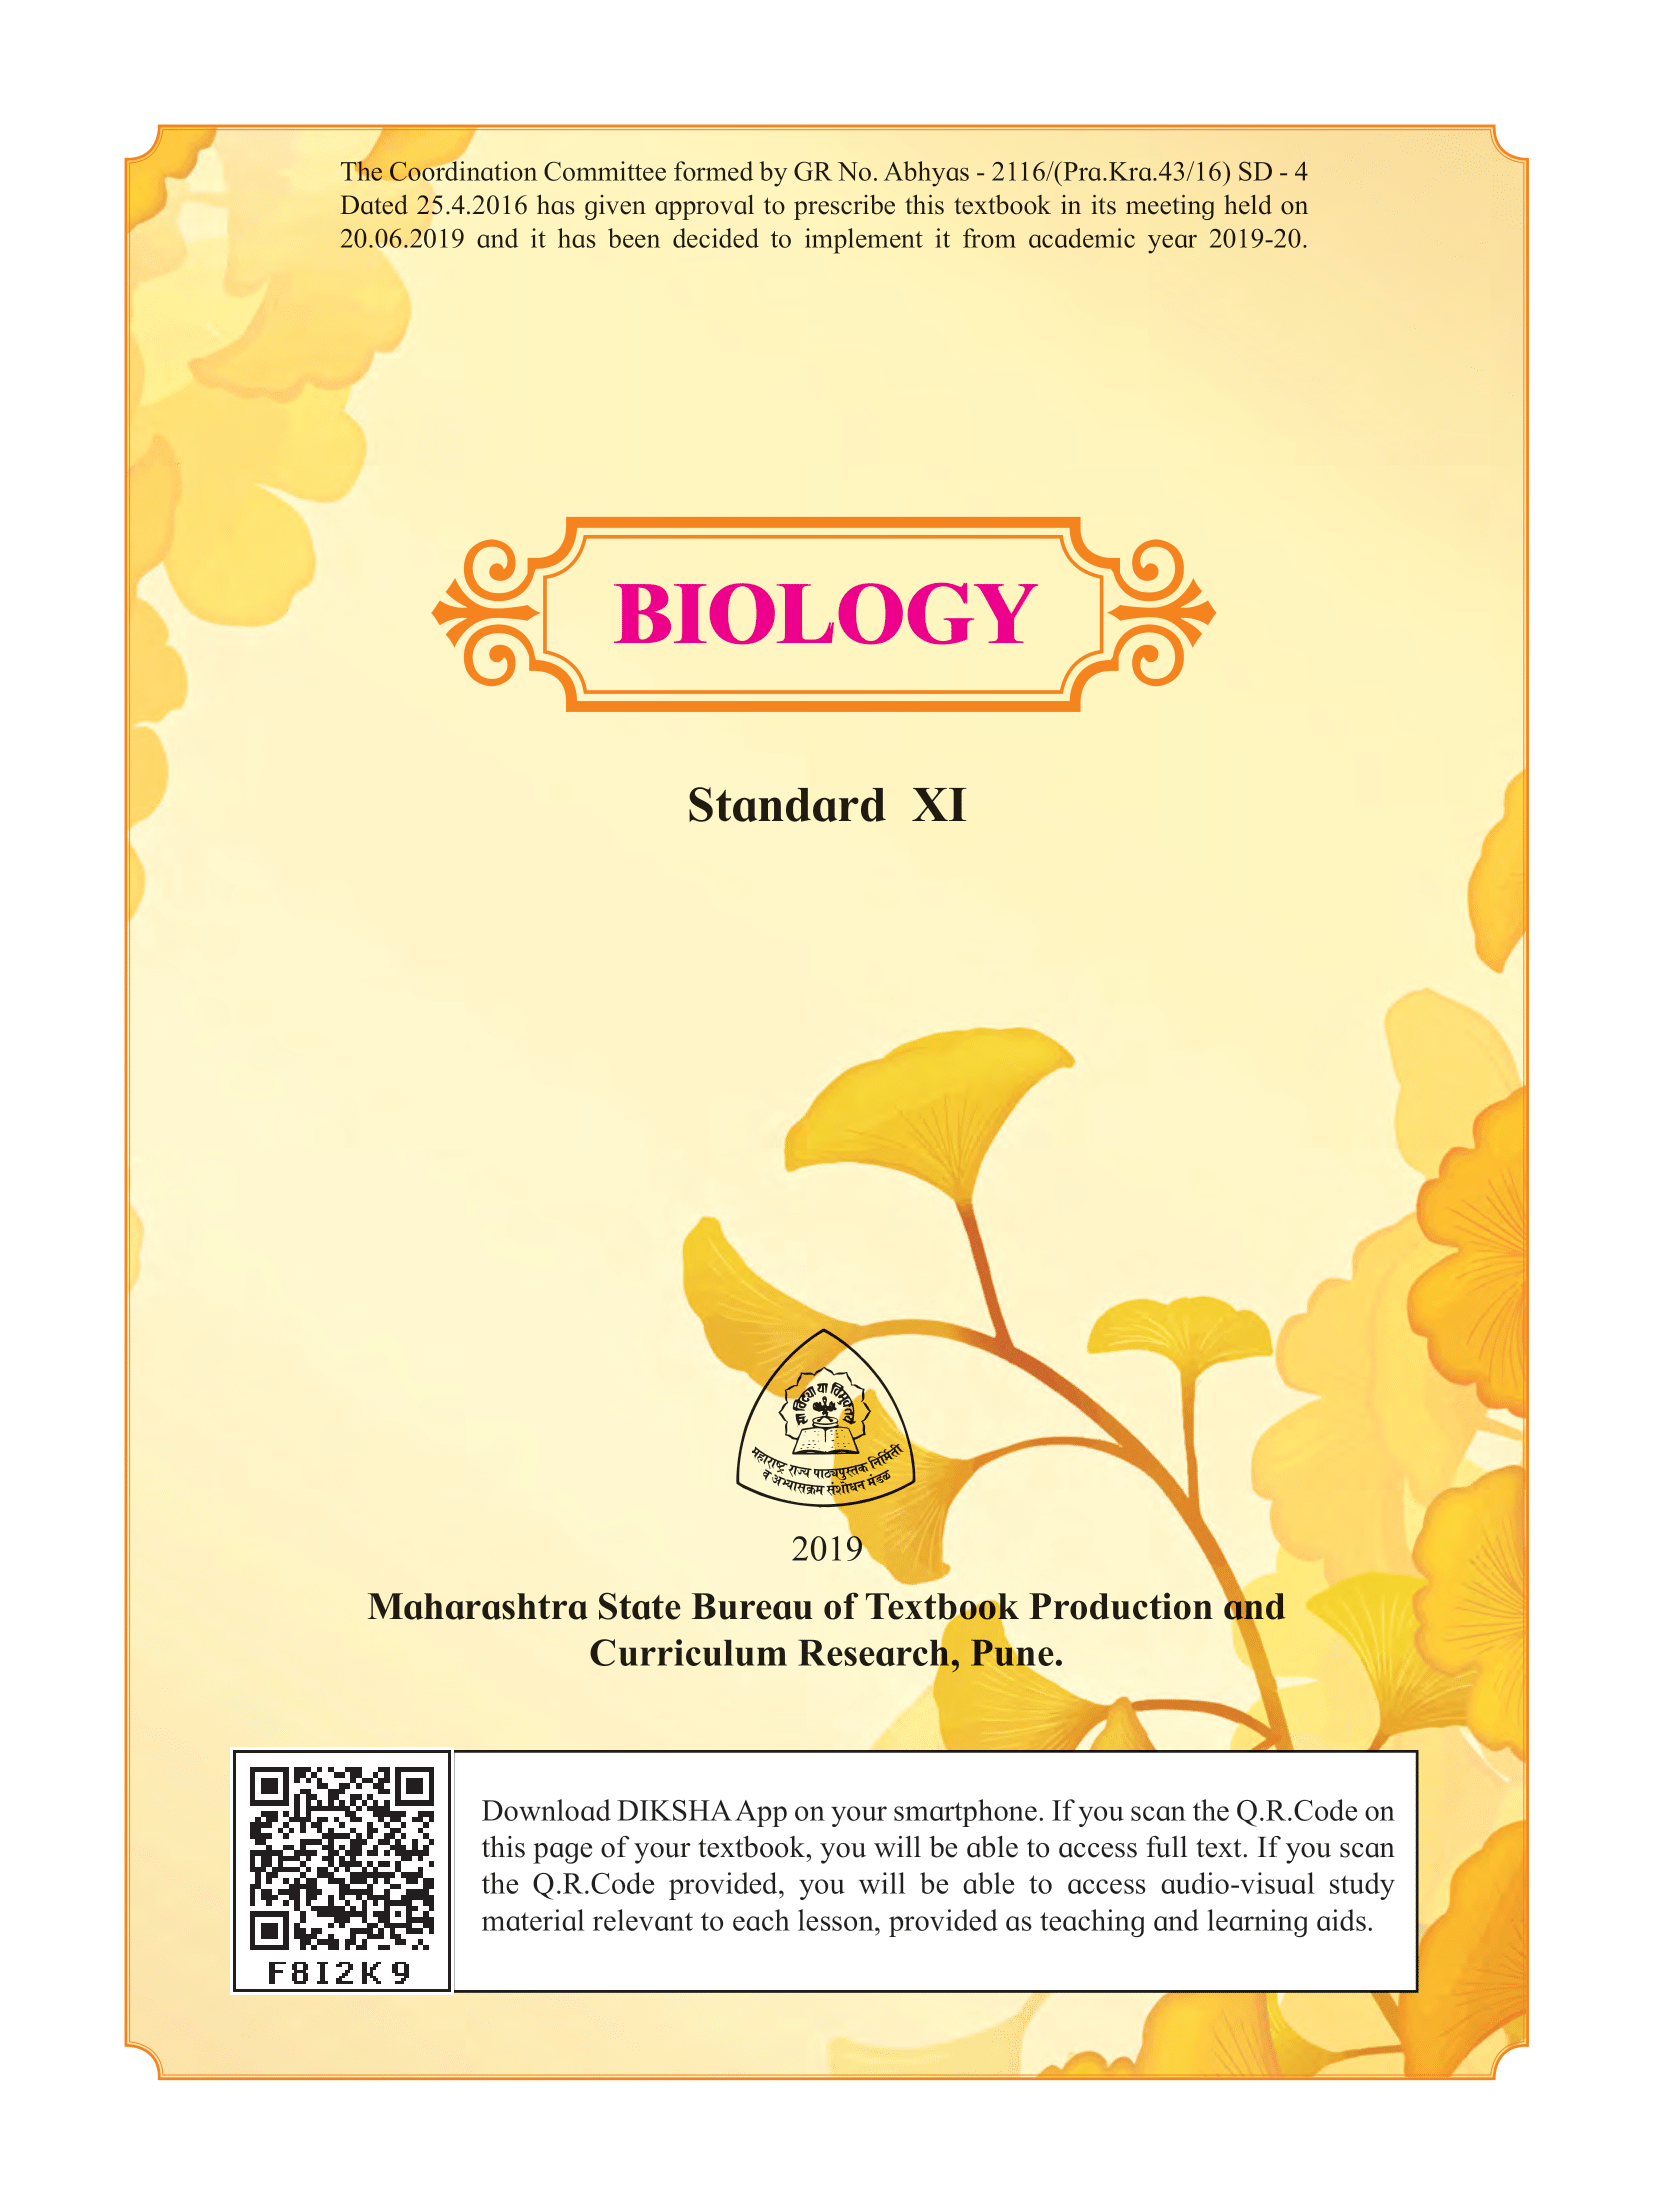 The Coordination Committee formed by GR No. Abhyas - 2116/(Pra.Kra.43/16) SD - 4
Dated 25.4.2016 has given approval to prescribe this textbook in its meeting held on
20.06.2019 and it has been decided to implement it from academic year 2019-20.
BIOLOGY
Standard XI
सा विद्या या विमुक्तये
महाराष्ट्र राज्य पाठ्यपुस्तक निर्मिती
व अभ्यासक्रम संशोधन मंडळ
2019
Maharashtra State Bureau of Textbook Production and
Curriculum Research, Pune.
Download DIKSHA App on your smartphone. If you scan the Q.R.Code on
this page of your textbook, you will be able to access full text. If you scan
the Q.R.Code provided, you will be able to access audio-visual study
material relevant to each lesson, provided as teaching and learning aids.
F8I2K9